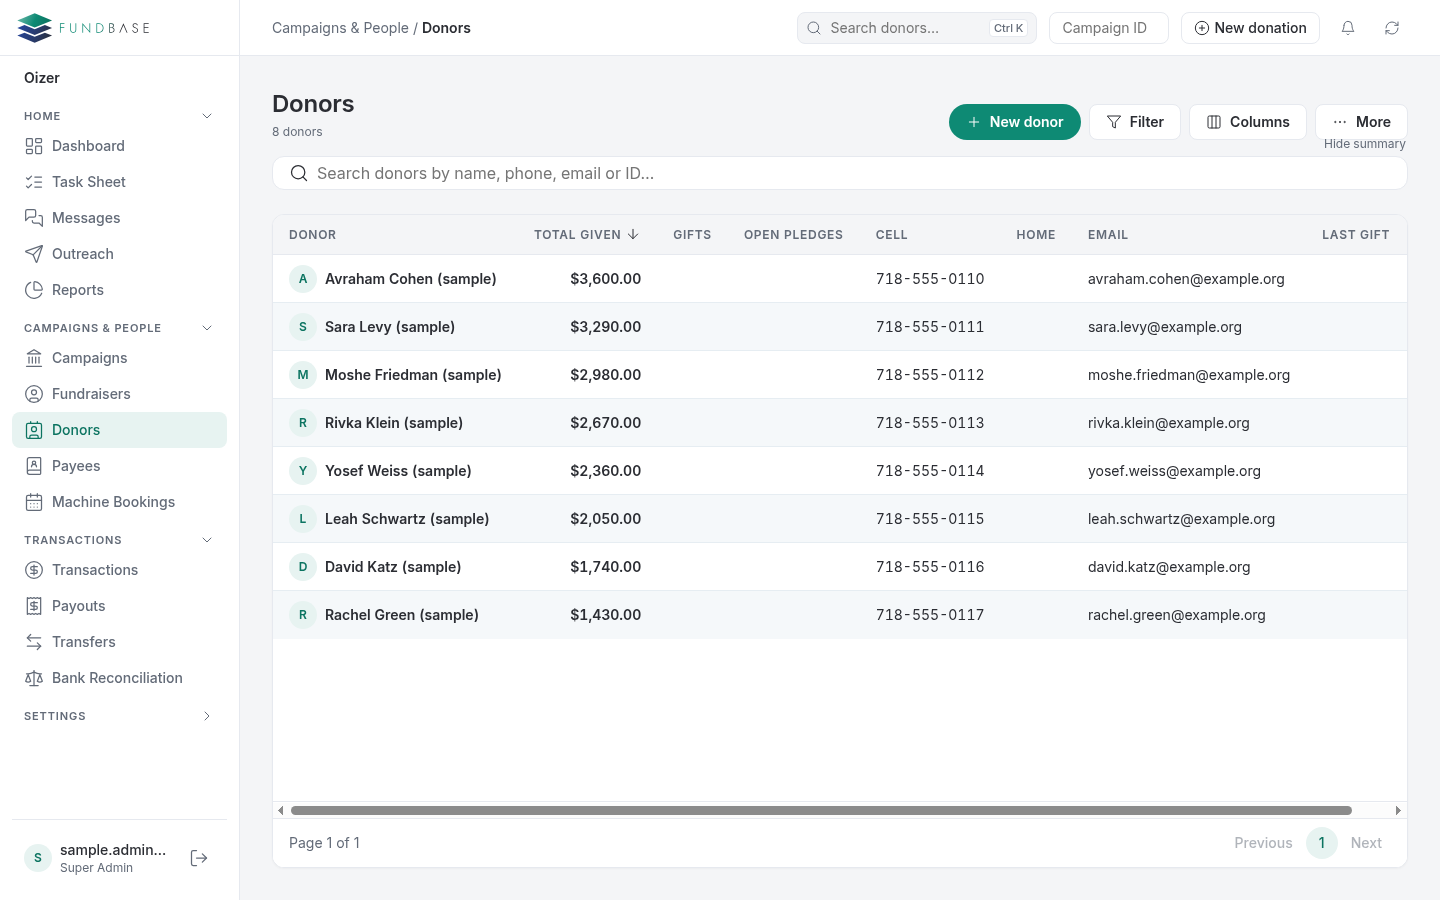 FUNDBASE
Campaigns & People / Donors
Search donors...
Ctrl K
Campaign ID
New donation
Oizer
HOME
Dashboard
Task Sheet
Messages
Outreach
Reports
CAMPAIGNS & PEOPLE
Campaigns
Fundraisers
Donors
Payees
Machine Bookings
TRANSACTIONS
Transactions
Payouts
Transfers
Bank Reconciliation
SETTINGS
S
sample.admin...
Super Admin
Donors
8 donors
New donor
Filter
Columns
More
Hide summary
Search donors by name, phone, email or ID...
DONOR TOTAL GIVEN GIFTS OPEN PLEDGES CELL HOME EMAIL LAST GIFT
A Avraham Cohen (sample) $3,600.00 718-555-0110 avraham.cohen@example.org
S Sara Levy (sample) $3,290.00 718-555-0111 sara.levy@example.org
M Moshe Friedman (sample) $2,980.00 718-555-0112 moshe.friedman@example.org
R Rivka Klein (sample) $2,670.00 718-555-0113 rivka.klein@example.org
Y Yosef Weiss (sample) $2,360.00 718-555-0114 yosef.weiss@example.org
L Leah Schwartz (sample) $2,050.00 718-555-0115 leah.schwartz@example.org
D David Katz (sample) $1,740.00 718-555-0116 david.katz@example.org
R Rachel Green (sample) $1,430.00 718-555-0117 rachel.green@example.org
Page 1 of 1
Previous 1 Next